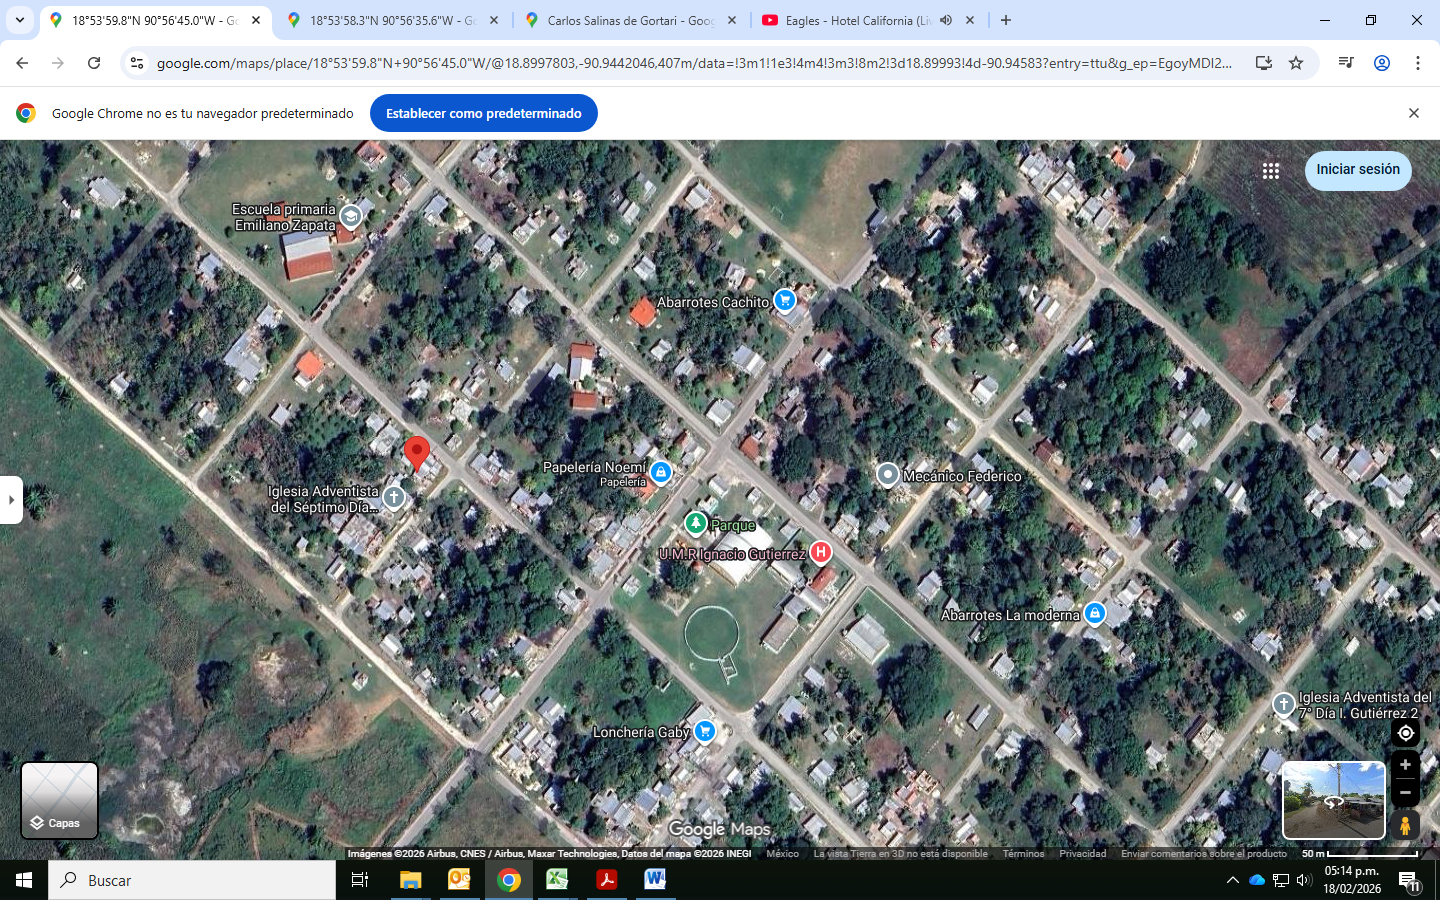 18°53'59.8"N 90°56'45.0"W - Go
18°53'58.3"N 90°56'35.6"W - Go
Carlos Salinas de Gortari - Goog
Eagles - Hotel California (Liv
google.com/maps/place/18°53'59.8"N+90°56'45.0"W/@18.8997803,-90.9442046,407m/data=!3m1!1e3!4m4!3m3!8m2!3d18.89993!4d-90.94583?entry=ttu&g_ep=EgoyMDI2...
Google Chrome no es tu navegador predeterminado
Establecer como predeterminado
Iniciar sesión
Escuela primaria
Emiliano Zapata
Abarrotes Cachito
Papelería Noemí
Papelería
Mecánico Federico
Iglesia Adventista
del Séptimo Día...
Parque
U.M.R Ignacio Gutierrez
H
Abarrotes La moderna
Iglesia Adventista del
7° Día I. Gutiérrez 2
Lonchería Gaby
Capas
Google Maps
Imágenes ©2026 Airbus, CNES / Airbus, Maxar Technologies, Datos del mapa ©2026 INEGI
México
La vista Tierra en 3D no está disponible
Términos
Privacidad
Enviar comentarios sobre el producto
50 m
Buscar
05:14 p.m.
18/02/2026
11